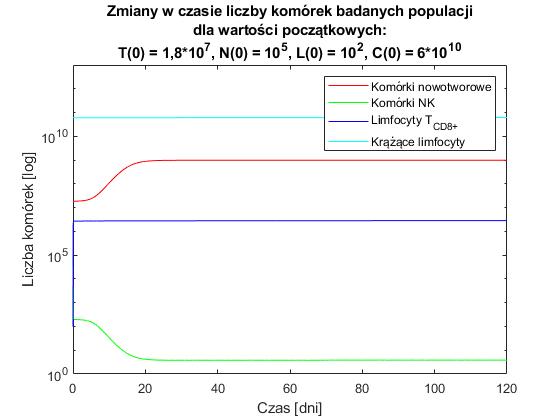 Zmiany w czasie liczby komórek badanych populacji
dla wartości początkowych:
T(0) = 1,8*10^7, N(0) = 10^5, L(0) = 10^2, C(0) = 6*10^10
Komórki nowotworowe
Komórki NK
Limfocyty T_CD8+
Krążące limfocyty
Liczba komórek [log]
10^10
10^5
10^0
0 20 40 60 80 100 120
Czas [dni]